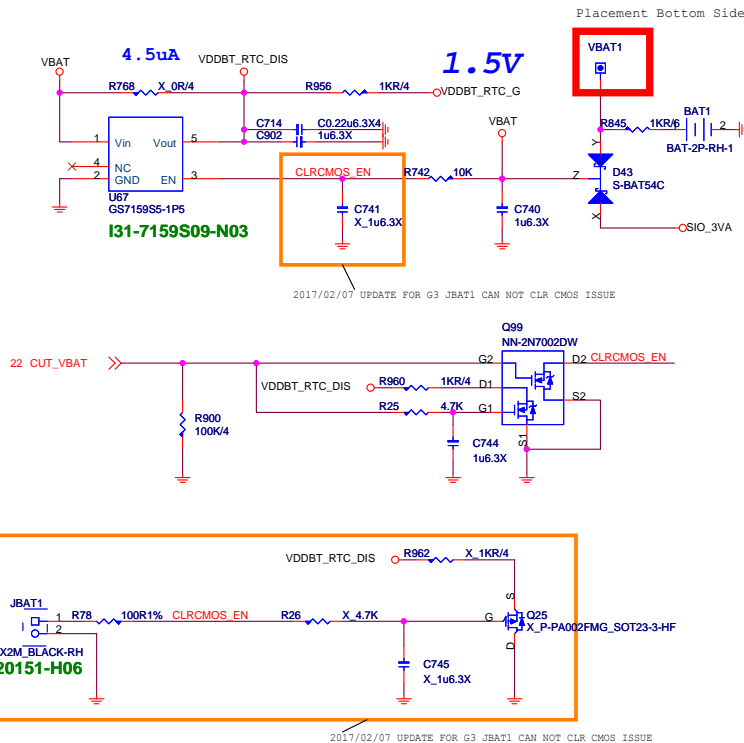 Placement Bottom Side
VBAT1
4.5uA
VBAT
VDDBT_RTC_DIS
1.5V
R768
X_0R/4
R956
1KR/4
VDDBT_RTC_G
C714
C0.22u6.3X4
C902
1u6.3X
VBAT
R845
1KR/6
BAT1
2
BAT-2P-RH-1
1
Vin
Vout
5
4
NC
2
GND
EN
3
U67
GS7159S5-1P5
I31-7159S09-N03
CLRCMOS_EN
R742
10K
C741
X_1u6.3X
C740
1u6.3X
Y
Z
X
D43
S-BAT54C
SIO_3VA
2017/02/07 UPDATE FOR G3 JBAT1 CAN NOT CLR CMOS ISSUE
Q99
NN-2N7002DW
22 CUT_VBAT
G2
D2
CLRCMOS_EN
VDDBT_RTC_DIS
R960
1KR/4
D1
R25
4.7K
G1
S2
S1
R900
100K/4
C744
1u6.3X
VDDBT_RTC_DIS
R962
X_1KR/4
JBAT1
1
2
R78
100R1%
CLRCMOS_EN
R26
X_4.7K
S
G
D
Q25
X_P-PA002FMG_SOT23-3-HF
X2M_BLACK-RH
20151-H06
C745
X_1u6.3X
2017/02/07 UPDATE FOR G3 JBAT1 CAN NOT CLR CMOS ISSUE